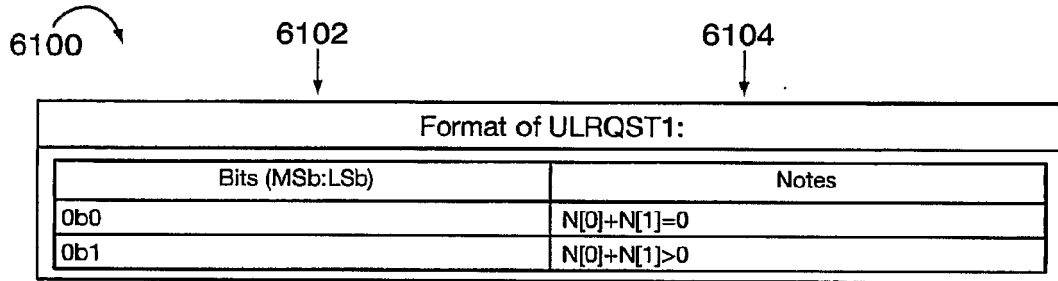 6100
6102
6104
Format of ULRQST1:
Bits (MSb:LSb) Notes
0b0 N[0]+N[1]=0
0b1 N[0]+N[1]>0